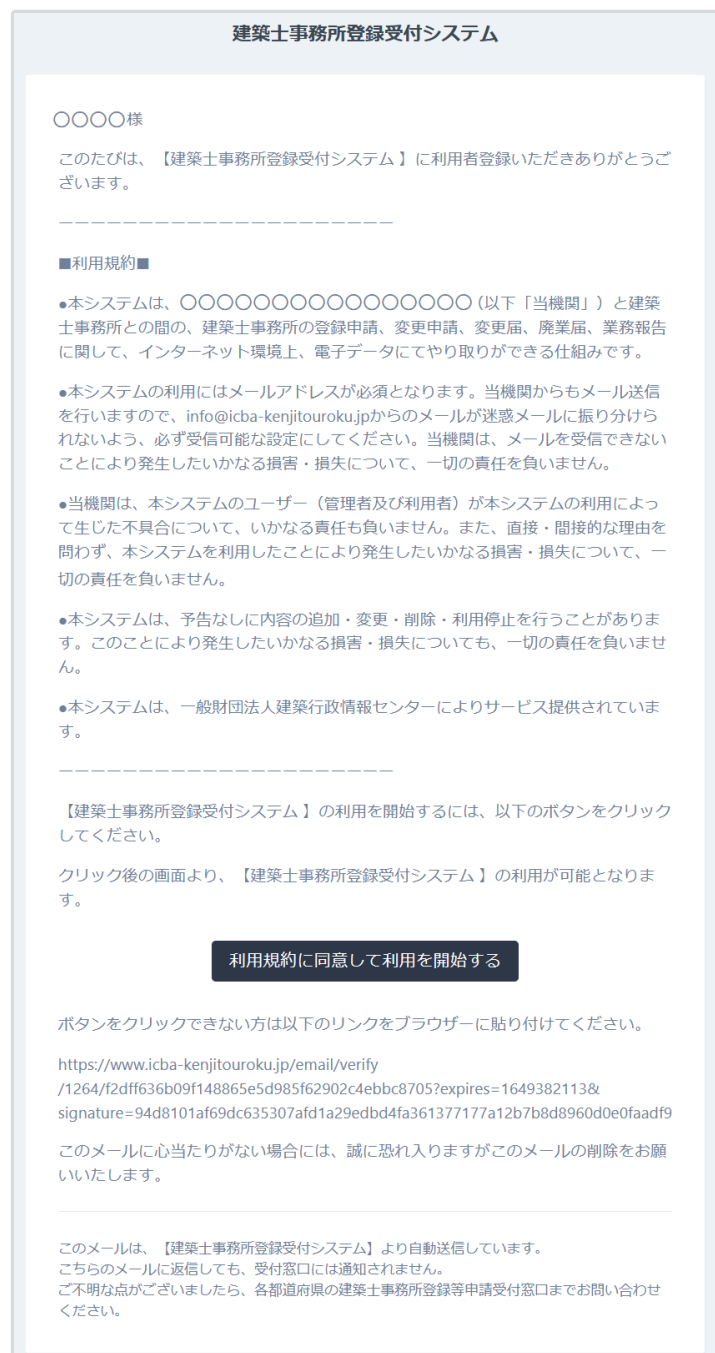 建築士事務所登録受付システム
〇〇〇〇様
このたびは、【建築士事務所登録受付システム 】に利用者登録いただきありがとうご
ざいます。
ーーーーーーーーーーーーーーーーーーーーー
■利用規約■
●本システムは、〇〇〇〇〇〇〇〇〇〇〇〇〇〇〇〇（以下「当機関」）と建築
士事務所との間の、建築士事務所の登録申請、変更申請、変更届、廃業届、業務報告
に関して、インターネット環境上、電子データにてやり取りができる仕組みです。
●本システムの利用にはメールアドレスが必須となります。当機関からもメール送信
を行いますので、info@icba-kenjitouroku.jpからのメールが迷惑メールに振り分けら
れないよう、必ず受信可能な設定にしてください。当機関は、メールを受信できない
ことにより発生したいかなる損害・損失について、一切の責任を負いません。
●当機関は、本システムのユーザー（管理者及び利用者）が本システムの利用によっ
て生じた不具合について、いかなる責任も負いません。また、直接・間接的な理由を
問わず、本システムを利用したことにより発生したいかなる損害・損失について、一
切の責任を負いません。
●本システムは、予告なしに内容の追加・変更・削除・利用停止を行うことがありま
す。このことにより発生したいかなる損害・損失についても、一切の責任を負いませ
ん。
●本システムは、一般財団法人建築行政情報センターによりサービス提供されていま
す。
ーーーーーーーーーーーーーーーーーーーーー
【建築士事務所登録受付システム 】の利用を開始するには、以下のボタンをクリック
してください。
クリック後の画面より、【建築士事務所登録受付システム 】の利用が可能となりま
す。
利用規約に同意して利用を開始する
ボタンをクリックできない方は以下のリンクをブラウザーに貼り付けてください。
https://www.icba-kenjitouroku.jp/email/verify
/1264/f2dff636b09f148865e5d985f62902c4ebbc8705?expires=1649382113&
signature=94d8101af69dc635307afd1a29edbd4fa361377177a12b7b8d8960d0e0faadf9
このメールに心当たりがない場合には、誠に恐れ入りますがこのメールの削除をお願
いいたします。
このメールは、【建築士事務所登録受付システム】より自動送信しています。
こちらのメールに返信しても、受付窓口には通知されません。
ご不明な点がございましたら、各都道府県の建築士事務所登録等申請受付窓口までお問い合わせ
ください。